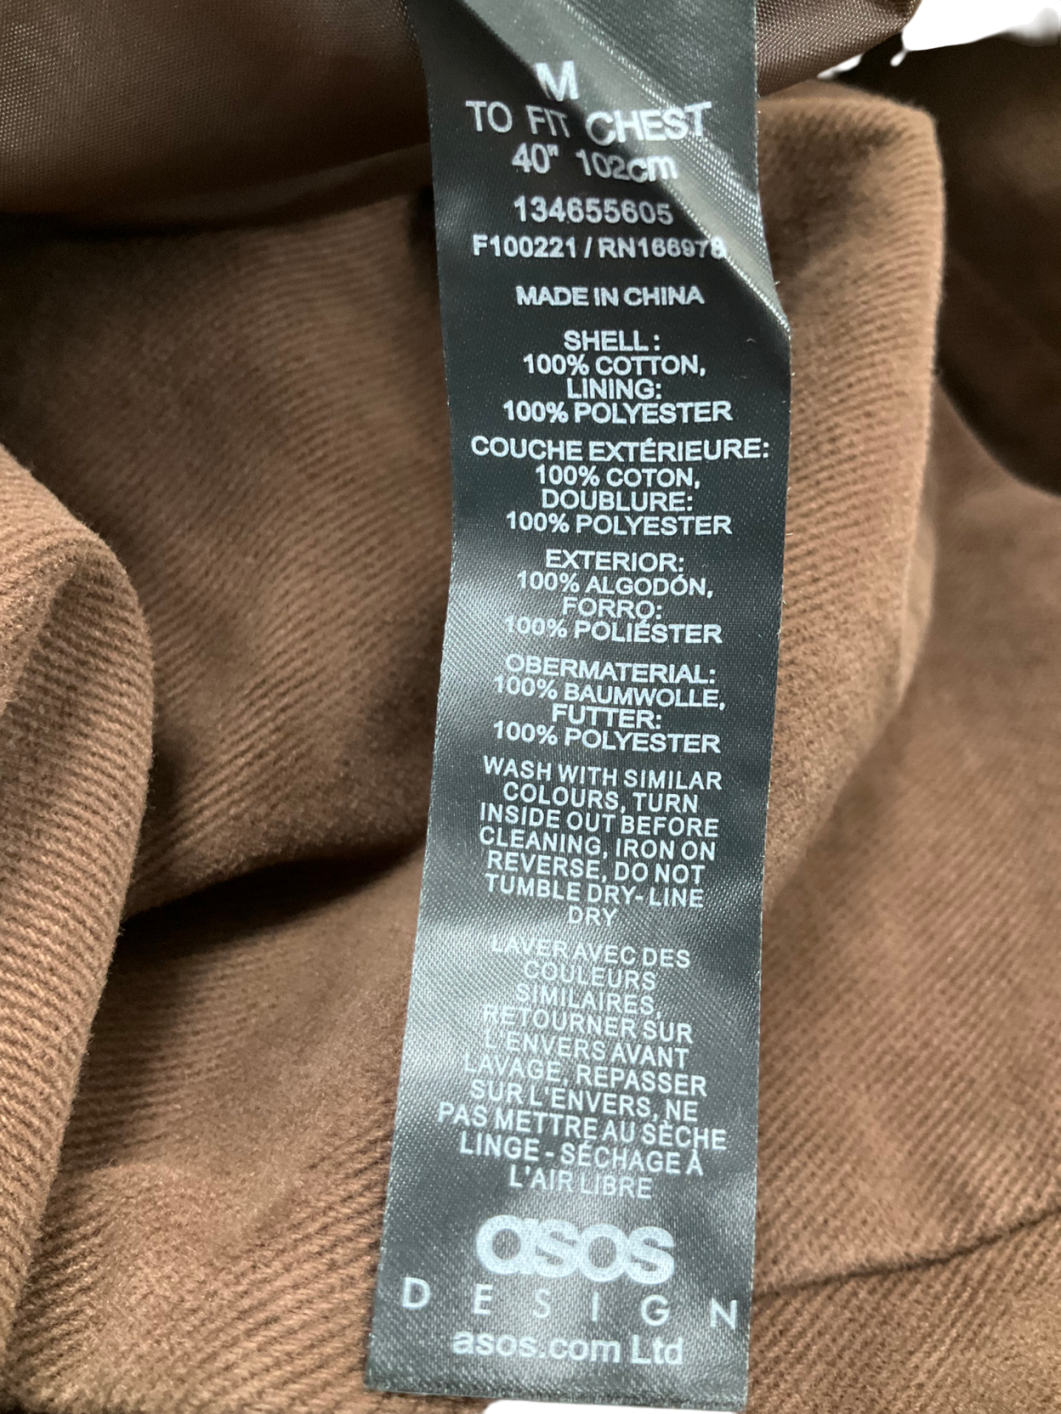 M
TO FIT CHEST
40" 102cm
134655605
F100221 / RN166978
MADE IN CHINA
SHELL:
100% COTTON,
LINING:
100% POLYESTER
COUCHE EXTÉRIEURE:
100% COTON,
DOUBLURE:
100% POLYESTER
EXTERIOR:
100% ALGODÓN,
FORRO:
100% POLIÉSTER
OBERMATERIAL:
100% BAUMWOLLE,
FUTTER:
100% POLYESTER
WASH WITH SIMILAR
COLOURS, TURN
INSIDE OUT BEFORE
CLEANING, IRON ON
REVERSE, DO NOT
TUMBLE DRY- LINE
DRY
LAVER AVEC DES
COULEURS
SIMILAIRES,
RETOURNER SUR
L'ENVERS AVANT
LAVAGE, REPASSER
SUR L'ENVERS, NE
PAS METTRE AU SÈCHE
LINGE - SÉCHAGE À
L'AIR LIBRE
asos
DESIGN
asos.com Ltd